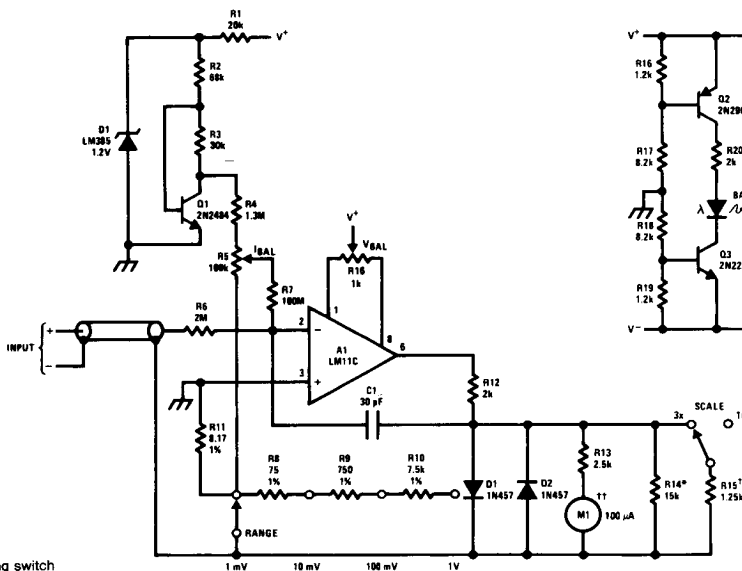 R1
20k
V+
R2
68k
D1
LM385
1.2V
R3
30k
Q1
2N2484
R4
1.3M
R5
100k
IBAL
R7
100M
V+
VBAL
R16
1k
INPUT
+
−
R6
2M
2
−
3
+
1
8
6
A1
LM11C
C1
30 pF
R12
2k
R11
8.17
1%
R8
75
1%
R9
750
1%
R10
7.5k
1%
D1
1N457
D2
1N457
R13
2.5k
M1
††
100 μA
R14*
15k
3x
SCALE
R15†
1.25k
RANGE
1 mV
10 mV
100 mV
1V
V+
R16
1.2k
Q2
R17
8.2k
R20
2k
λ
R18
8.2k
Q3
R19
1.2k
V−
switch